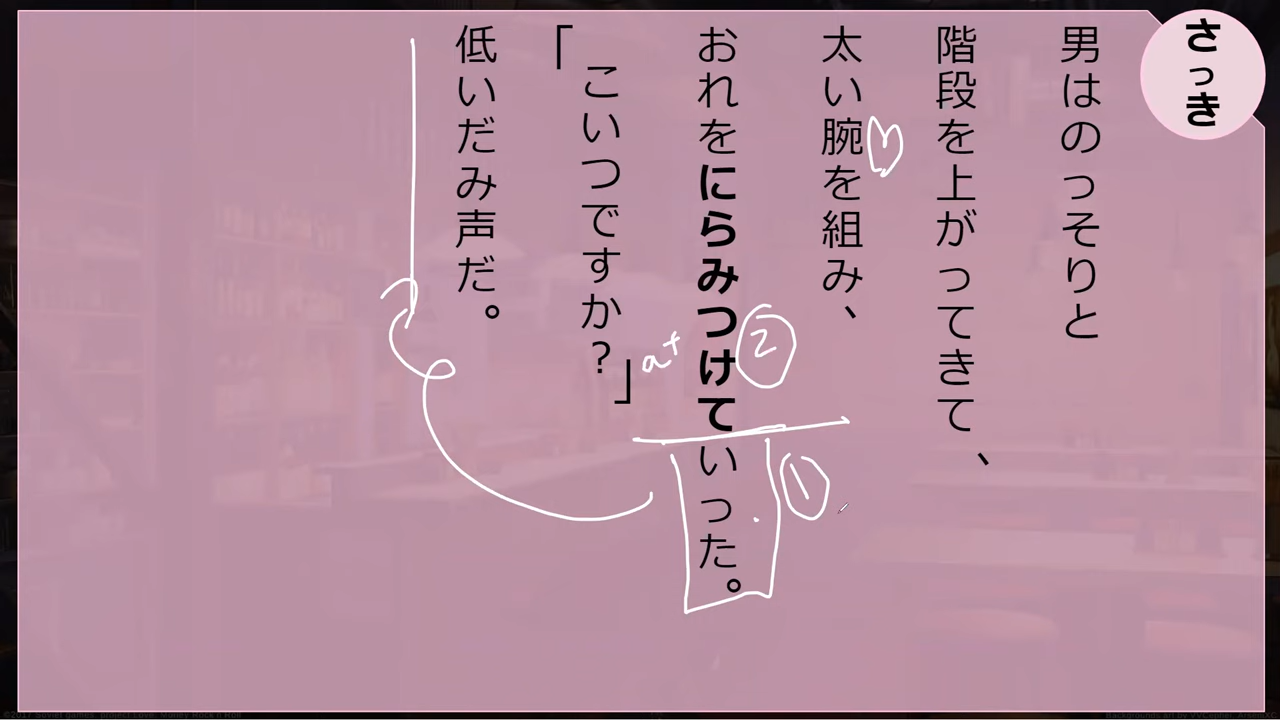 さっき
男はのっそりと
階段を上がってきて、
太い腕を組み、
おれをにらみつけていった。
「こいつですか?」
低いだみ声だ。
at
2
1